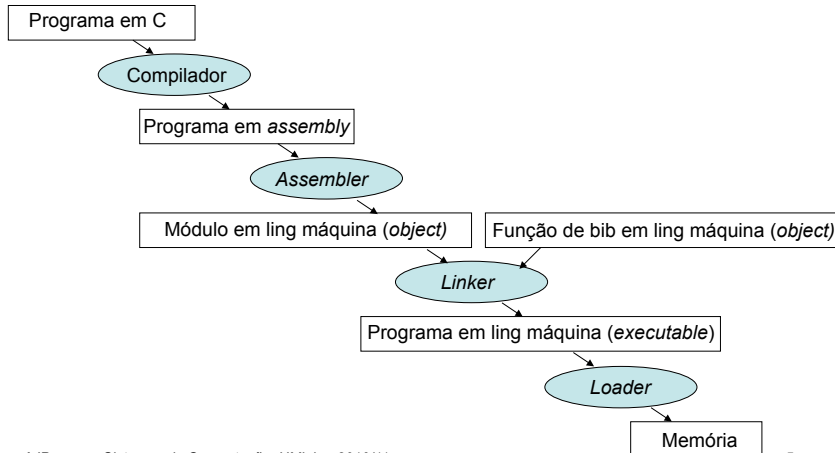 Programa em C
Compilador
Programa em assembly
Assembler
Módulo em ling máquina (object)
Função de bib em ling máquina (object)
Linker
Programa em ling máquina (executable)
Loader
Memória